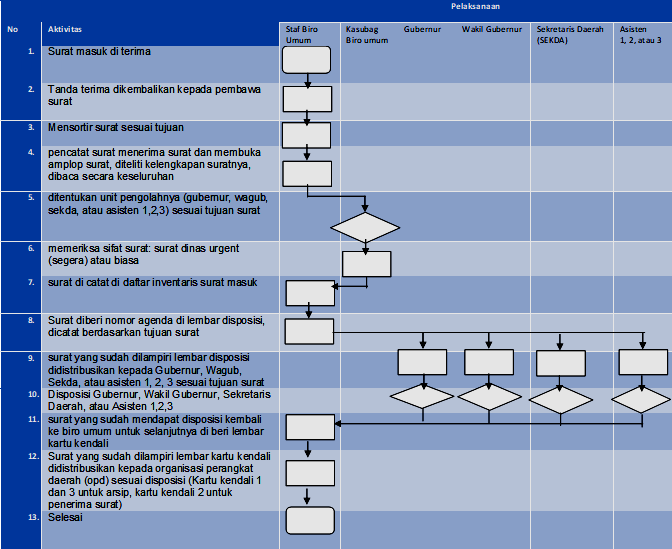 Pelaksanaan
No
Aktivitas
Staf Biro
Umum
Kasubag
Biro umum
Gubernur
Wakil Gubernur
Sekretaris Daerah
(SEKDA)
Asisten
1, 2, atau 3
1.
Surat masuk di terima
2.
Tanda terima dikembalikan kepada pembawa
surat
3.
Mensortir surat sesuai tujuan
4.
pencatat surat menerima surat dan membuka
amplop surat, diteliti kelengkapan suratnya,
dibaca secara keseluruhan
5.
ditentukan unit pengolahnya (gubernur, wagub,
sekda, atau asisten 1,2,3) sesuai tujuan surat
6.
memeriksa sifat surat: surat dinas urgent
(segera) atau biasa
7.
surat di catat di daftar inventaris surat masuk
8.
Surat diberi nomor agenda di lembar disposisi,
dicatat berdasarkan tujuan surat
9.
surat yang sudah dilampiri lembar disposisi
didistribusikan kepada Gubernur, Wagub,
Sekda, atau asisten 1, 2, 3 sesuai tujuan surat
10.
Disposisi Gubernur, Wakil Gubernur, Sekretaris
Daerah, atau Asisten 1,2,3
11.
surat yang sudah mendapat disposisi kembali
ke biro umum untuk selanjutnya di beri lembar
kartu kendali
12.
Surat yang sudah dilampiri lembar kartu kendali
didistribusikan kepada organisasi perangkat
daerah (opd) sesuai disposisi (Kartu kendali 1
dan 3 untuk arsip, kartu kendali 2 untuk
penerima surat)
13.
Selesai